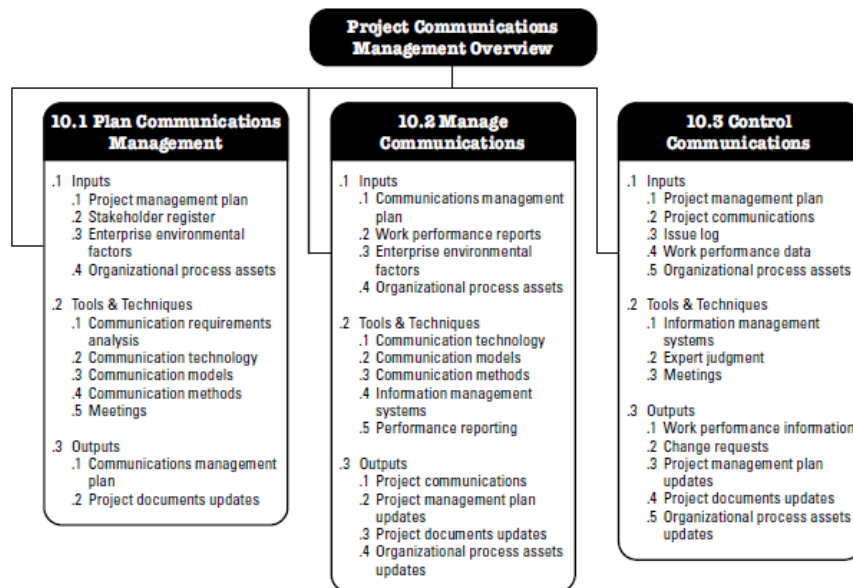 Project Communications
Management Overview
10.1 Plan Communications
Management
.1 Inputs
.1 Project management plan
.2 Stakeholder register
.3 Enterprise environmental
factors
.4 Organizational process assets
.2 Tools & Techniques
.1 Communication requirements
analysis
.2 Communication technology
.3 Communication models
.4 Communication methods
.5 Meetings
.3 Outputs
.1 Communications management
plan
.2 Project documents updates
10.2 Manage
Communications
.1 Inputs
.1 Communications management
plan
.2 Work performance reports
.3 Enterprise environmental
factors
.4 Organizational process assets
.2 Tools & Techniques
.1 Communication technology
.2 Communication models
.3 Communication methods
.4 Information management
systems
.5 Performance reporting
.3 Outputs
.1 Project communications
.2 Project management plan
updates
.3 Project documents updates
.4 Organizational process assets
updates
10.3 Control
Communications
.1 Inputs
.1 Project management plan
.2 Project communications
.3 Issue log
.4 Work performance data
.5 Organizational process assets
.2 Tools & Techniques
.1 Information management
systems
.2 Expert judgment
.3 Meetings
.3 Outputs
.1 Work performance information
.2 Change requests
.3 Project management plan
updates
.4 Project documents updates
.5 Organizational process assets
updates